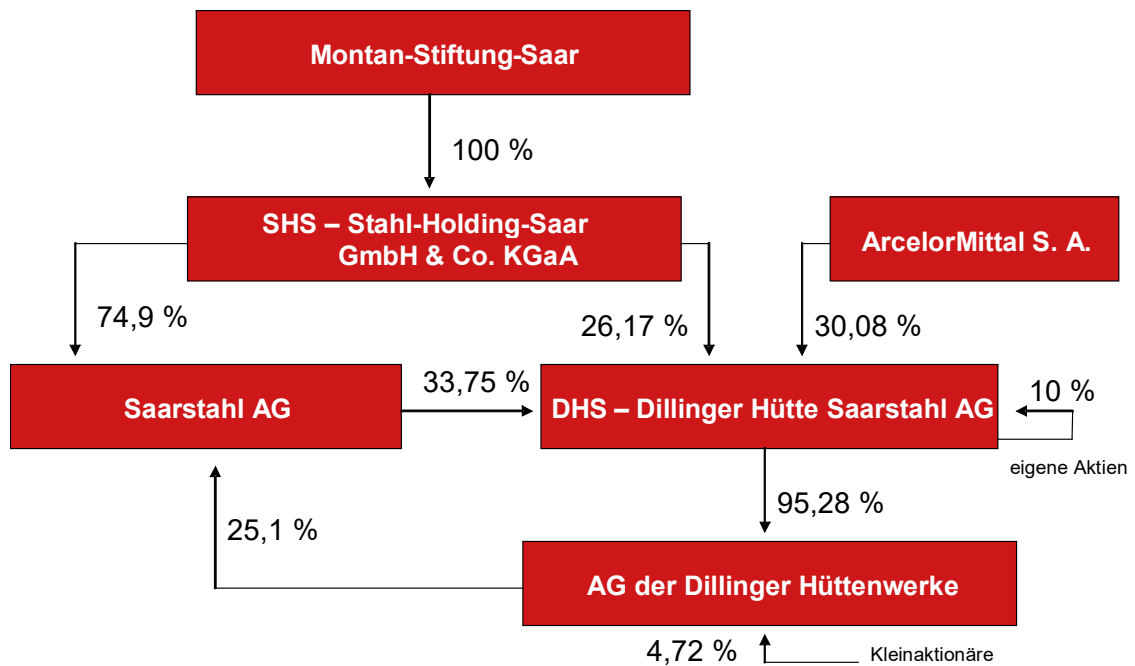 Montan-Stiftung-Saar
100 %
SHS – Stahl-Holding-Saar
GmbH & Co. KGaA
ArcelorMittal S. A.
74,9 %
26,17 %
30,08 %
Saarstahl AG
33,75 %
DHS – Dillinger Hütte Saarstahl AG
10 %
eigene Aktien
95,28 %
25,1 %
AG der Dillinger Hüttenwerke
4,72 %
Kleinaktionäre